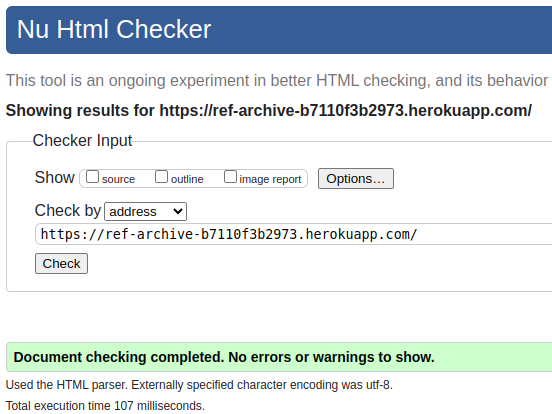 Nu Html Checker
This tool is an ongoing experiment in better HTML checking, and its behavior
Showing results for https://ref-archive-b7110f3b2973.herokuapp.com/
Checker Input
Show source outline image report Options...
Check by address
https://ref-archive-b7110f3b2973.herokuapp.com/
Check
Document checking completed. No errors or warnings to show.
Used the HTML parser. Externally specified character encoding was utf-8.
Total execution time 107 milliseconds.